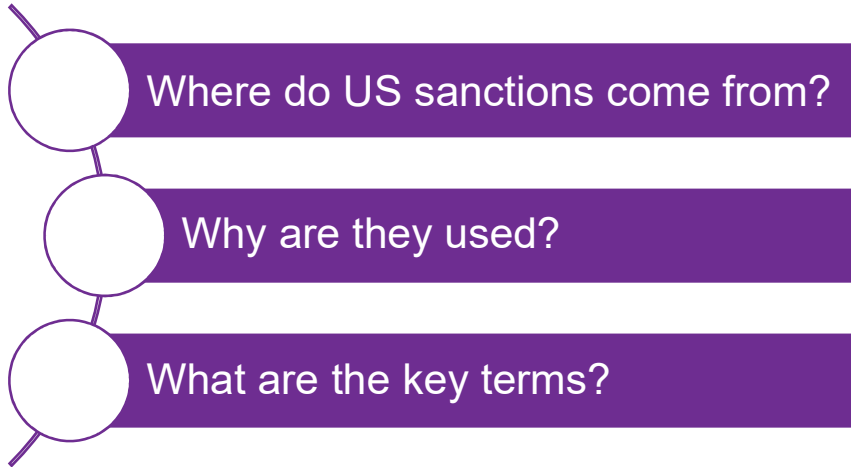 Where do US sanctions come from?
Why are they used?
What are the key terms?